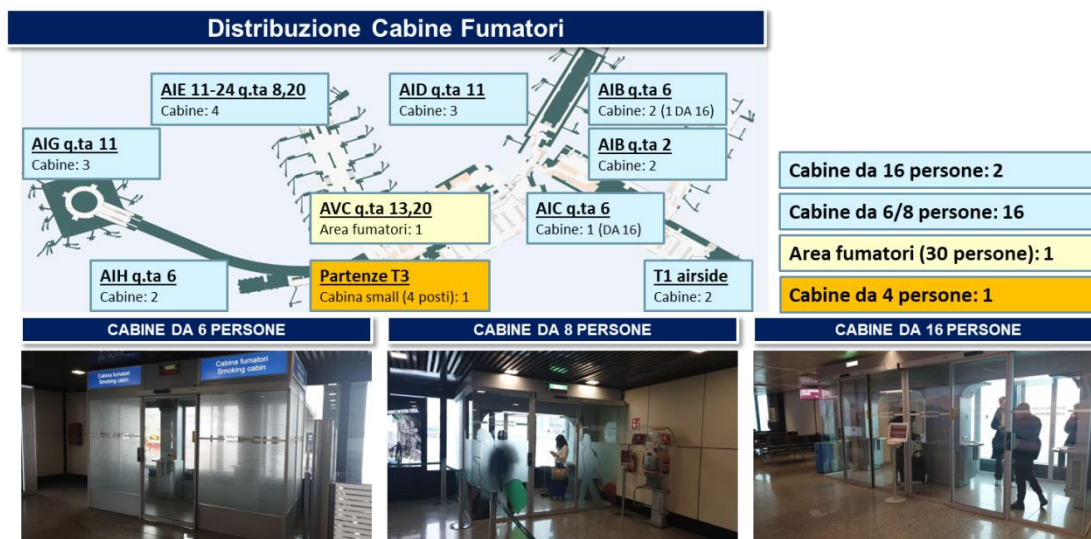 Distribuzione Cabine Fumatori
AIE 11-24 q.ta 8,20
Cabine: 4
AID q.ta 11
Cabine: 3
AIB q.ta 6
Cabine: 2 (1 DA 16)
AIG q.ta 11
Cabine: 3
AIB q.ta 2
Cabine: 2
AVC q.ta 13,20
Area fumatori: 1
AIC q.ta 6
Cabine: 1 (DA 16)
AIH q.ta 6
Cabine: 2
Partenze T3
Cabina small (4 posti): 1
T1 airside
Cabine: 2
Cabine da 16 persone: 2
Cabine da 6/8 persone: 16
Area fumatori (30 persone): 1
Cabine da 4 persone: 1
CABINE DA 6 PERSONE
CABINE DA 8 PERSONE
CABINE DA 16 PERSONE
Cabina fumatori
Smoking cabin
Cabina fumatori
Smoking cabin